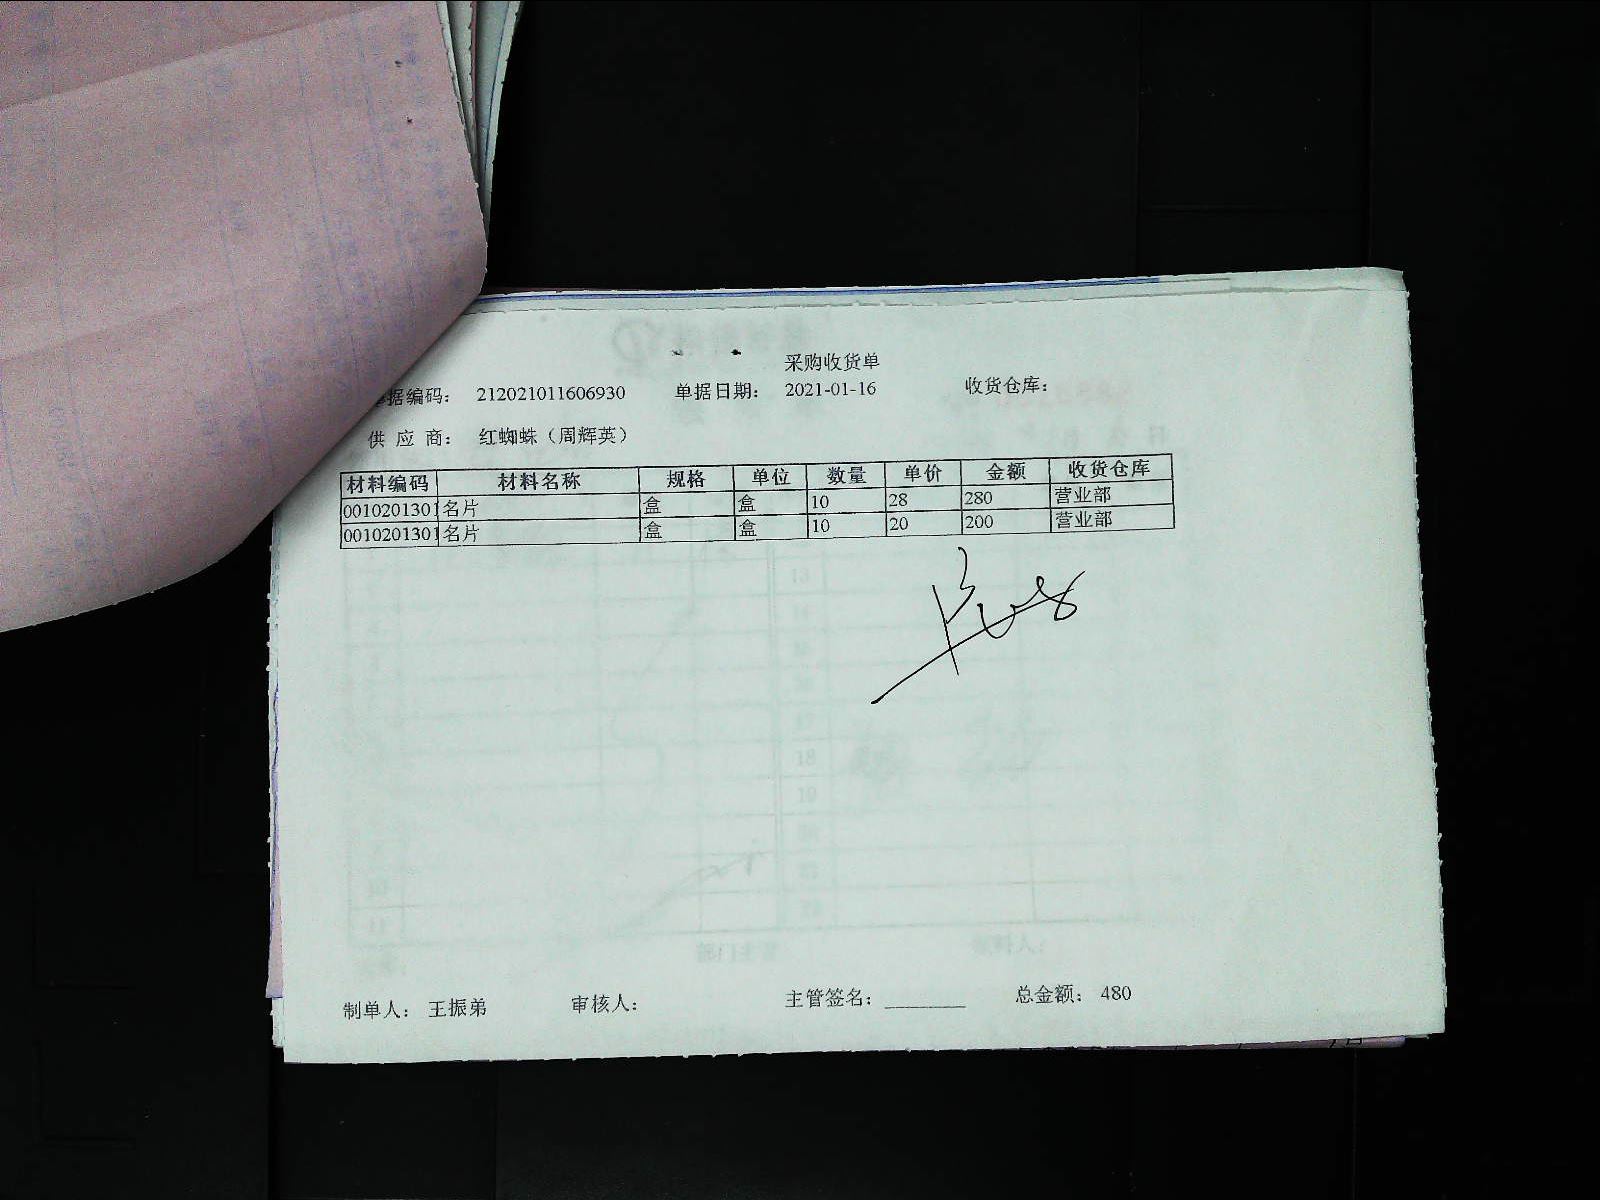 采购收货单
单据编码： 212021011606930 单据日期： 2021-01-16 收货仓库：
供 应 商： 红蜘蛛（周辉英）
材料编码 材料名称 规格 单位 数量 单价 金额 收货仓库
0010201301 名片 盒 盒 10 28 280 营业部
0010201301 名片 盒 盒 10 20 200 营业部
制单人： 王振弟 审核人： 主管签名： ________ 总金额： 480